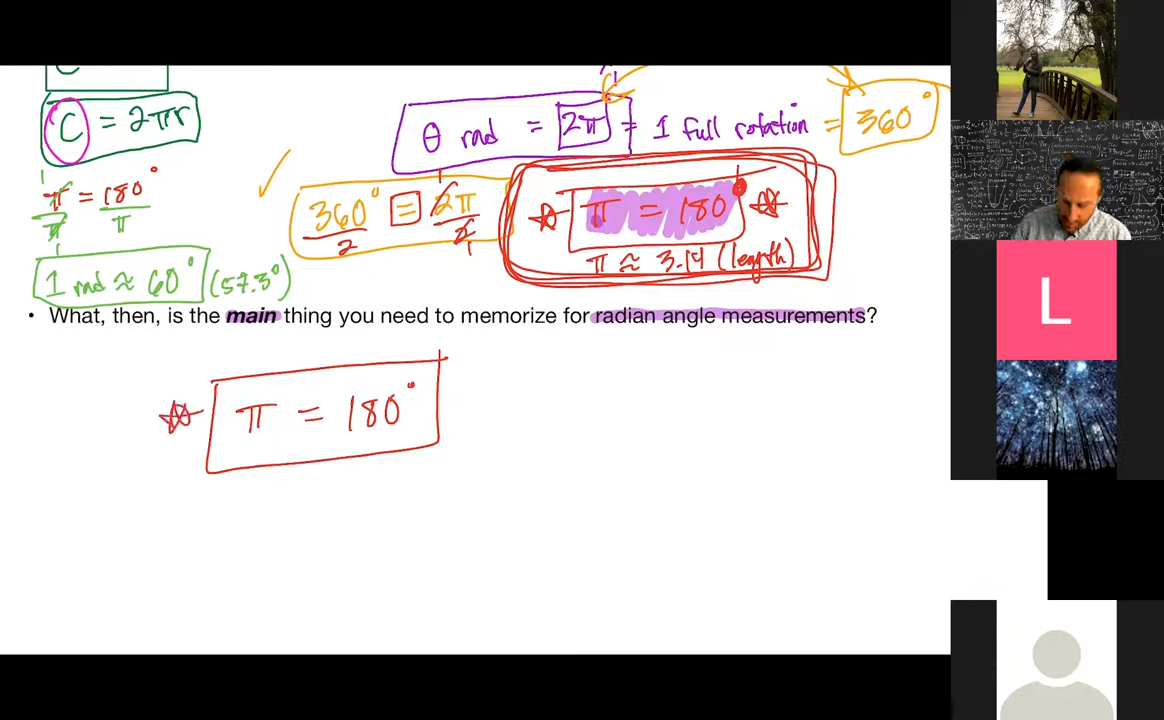 C = 2πr
θ rad = 2π = 1 full rotation = 360°
π = 180°
π π
1 rad ≈ 60° (57.3°)
360° = 2π
2 2
1
π = 180°
π ≈ 3.14 (length)
• What, then, is the main thing you need to memorize for radian angle measurements?
π = 180°
L